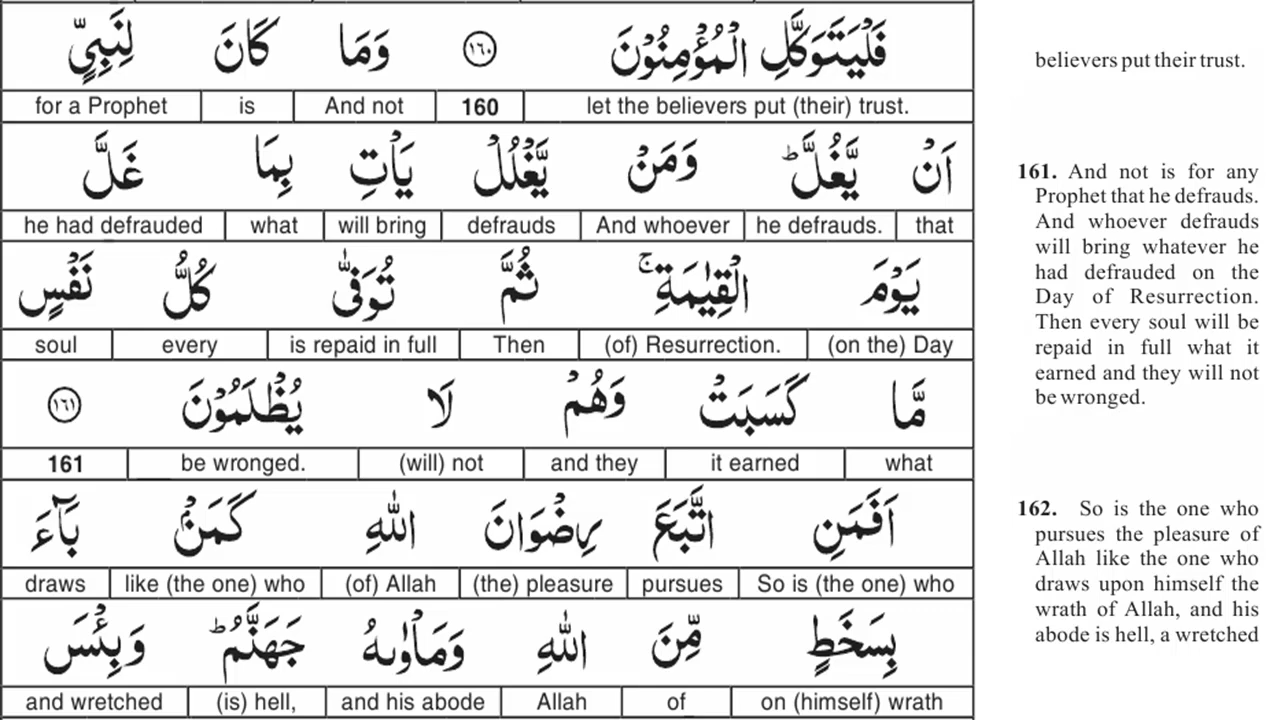 فَلۡيَتَوَكَّلِ الۡمُؤۡمِنُوۡنَ ١٦٠ وَمَا كَانَ لِنَبِىٍّ
let the believers put (their) trust. 160 And not is for a Prophet
اَنۡ يَّغُلَّ‌ؕ وَمَنۡ يَّغۡلُلۡ يَاۡتِ بِمَا غَلَّ
that he defrauds. And whoever defrauds will bring what he had defrauded
يَوۡمَ الۡقِيٰمَةِ‌ ۚ ثُمَّ تُوَفّٰى كُلُّ نَفۡسٍ
(on the) Day (of) Resurrection. Then is repaid in full every soul
مَّا كَسَبَتۡ وَهُمۡ لَا يُظۡلَمُوۡنَ ١٦١
what it earned and they (will) not be wronged. 161
اَفَمَنِ اتَّبَعَ رِضۡوَانَ اللّٰهِ كَمَنۡۢ بَآءَ
So is (the one) who pursues (the) pleasure (of) Allah like (the one) who draws
بِسَخَطٍ مِّنَ اللّٰهِ وَمَاۡوٰٮهُ جَهَنَّمُ‌ؕ وَبِئۡسَ
on (himself) wrath of Allah and his abode (is) hell, and wretched
believers put their trust.
161. And not is for any
Prophet that he defrauds.
And whoever defrauds
will bring whatever he
had defrauded on the
Day of Resurrection.
Then every soul will be
repaid in full what it
earned and they will not
be wronged.
162. So is the one who
pursues the pleasure of
Allah like the one who
draws upon himself the
wrath of Allah, and his
abode is hell, a wretched